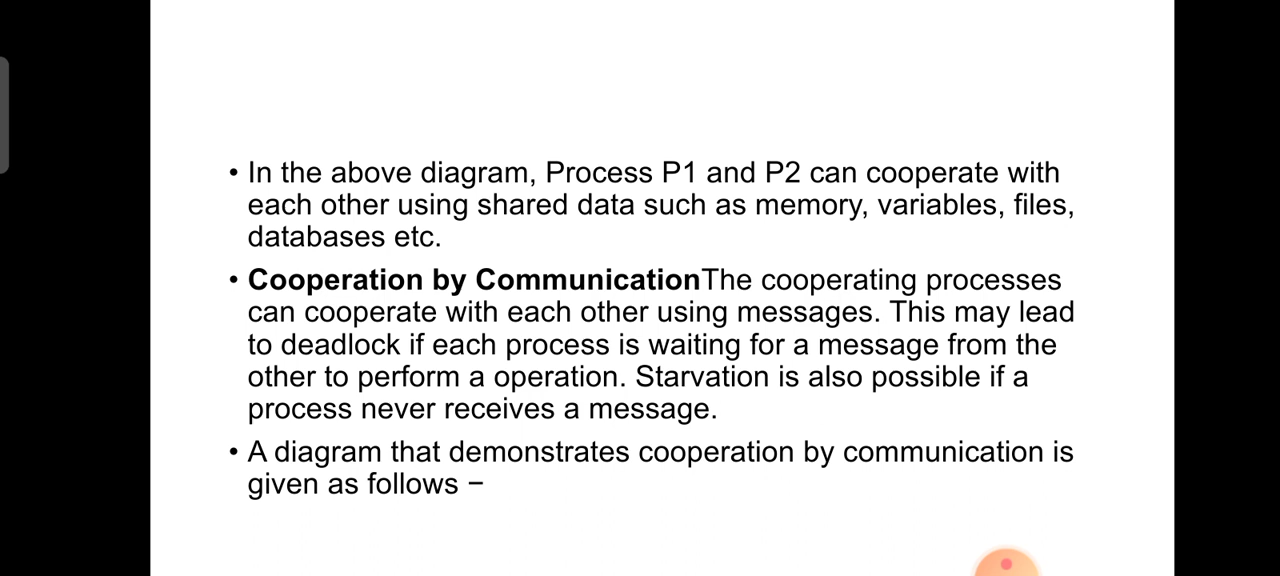 • In the above diagram, Process P1 and P2 can cooperate with
each other using shared data such as memory, variables, files,
databases etc.
• Cooperation by CommunicationThe cooperating processes
can cooperate with each other using messages. This may lead
to deadlock if each process is waiting for a message from the
other to perform a operation. Starvation is also possible if a
process never receives a message.
• A diagram that demonstrates cooperation by communication is
given as follows −